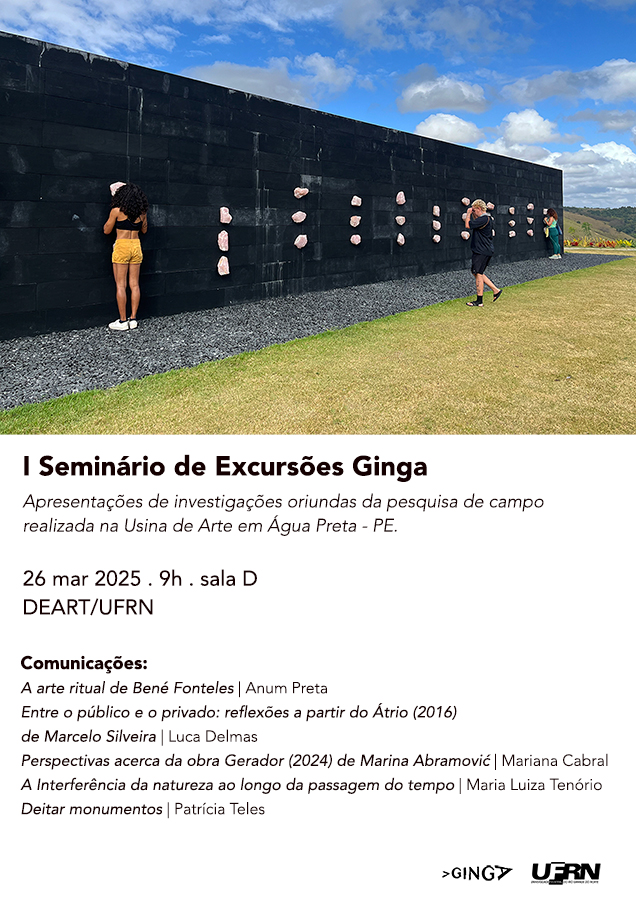 I Seminário de Excursões Ginga
Apresentações de investigações oriundas da pesquisa de campo
realizada na Usina de Arte em Água Preta - PE.
26 mar 2025 . 9h . sala D
DEART/UFRN
Comunicações:
A arte ritual de Bené Fonteles | Anum Preta
Entre o público e o privado: reflexões a partir do Átrio (2016)
de Marcelo Silveira | Luca Delmas
Perspectivas acerca da obra Gerador (2024) de Marina Abramović | Mariana Cabral
A Interferência da natureza ao longo da passagem do tempo | Maria Luiza Tenório
Deitar monumentos | Patrícia Teles
>GINGA UFRN